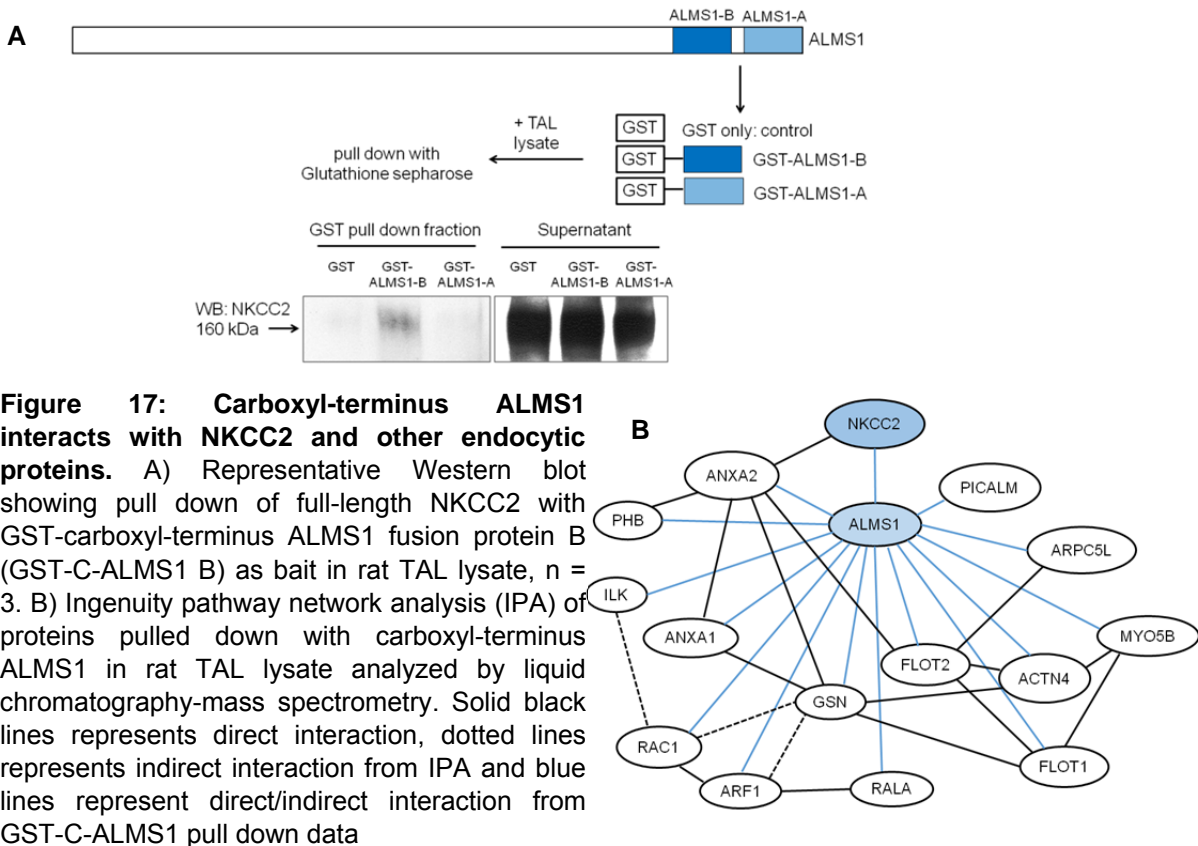 A
ALMS1-B ALMS1-A
ALMS1
GST GST only: control
GST GST-ALMS1-B
GST GST-ALMS1-A
+ TAL
lysate
pull down with
Glutathione sepharose
GST pull down fraction Supernatant
GST GST- GST- GST GST- GST-
ALMS1-B ALMS1-A ALMS1-B ALMS1-A
WB: NKCC2
160 kDa
Figure 17: Carboxyl-terminus ALMS1
interacts with NKCC2 and other endocytic
proteins. A) Representative Western blot
showing pull down of full-length NKCC2 with
GST-carboxyl-terminus ALMS1 fusion protein B
(GST-C-ALMS1 B) as bait in rat TAL lysate, n =
3. B) Ingenuity pathway network analysis (IPA) of
proteins pulled down with carboxyl-terminus
ALMS1 in rat TAL lysate analyzed by liquid
chromatography-mass spectrometry. Solid black
lines represents direct interaction, dotted lines
represents indirect interaction from IPA and blue
lines represent direct/indirect interaction from
GST-C-ALMS1 pull down data
B
NKCC2
ANXA2
PICALM
PHB
ALMS1
ARPC5L
ILK
ANXA1
MYO5B
FLOT2
ACTN4
GSN
RAC1
FLOT1
ARF1
RALA